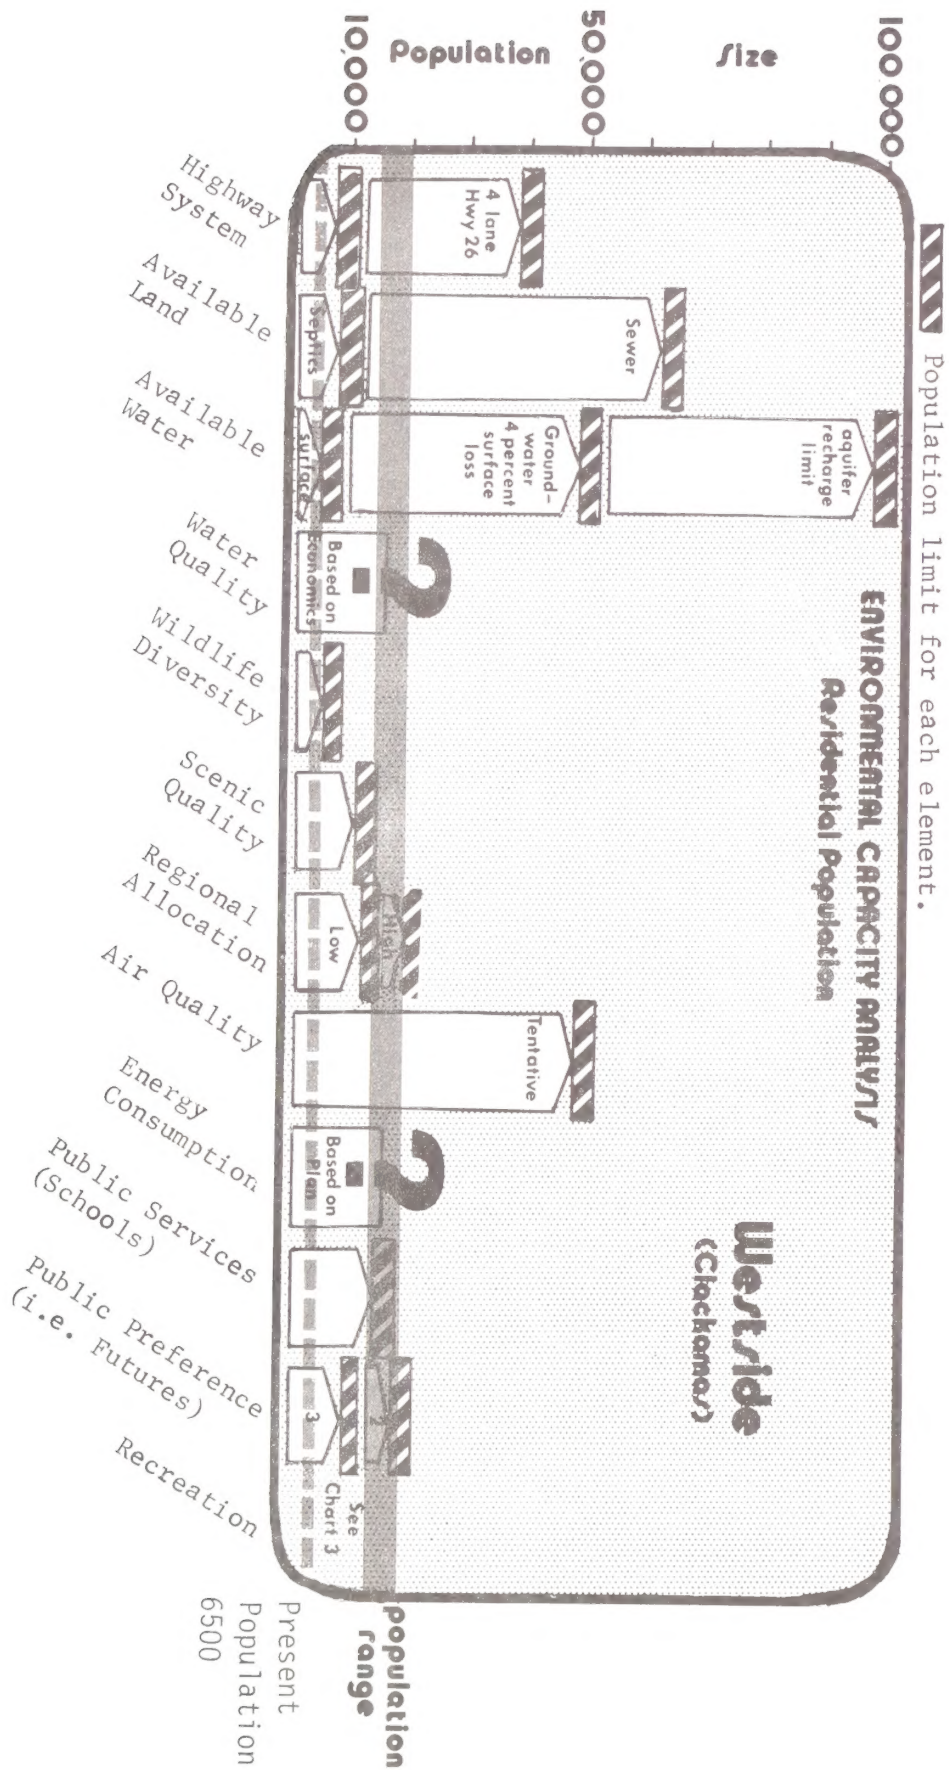 Population limit for each element.
ENVIRONMENTAL CAPACITY ANALYSIS
Residential Population
Westside
(Clackamas)
100,000
Size
50,000
Population
10,000
aquifer
recharge
limit
Sewer
4 lane
Hwy 26
Ground-
water
4 percent
surface
loss
Tentative
Septics
surface
Based on
Economics
?
Low
High
Based on
Plan
?
3
2
See
Chart 3
population
range
Present
Population
6500
Highway
System
Available
Land
Available
Water
Water
Quality
Wildlife
Diversity
Scenic
Quality
Regional
Allocation
Air Quality
Energy
Consumption
Public Services
(Schools)
Public Preference
(i.e. Futures)
Recreation